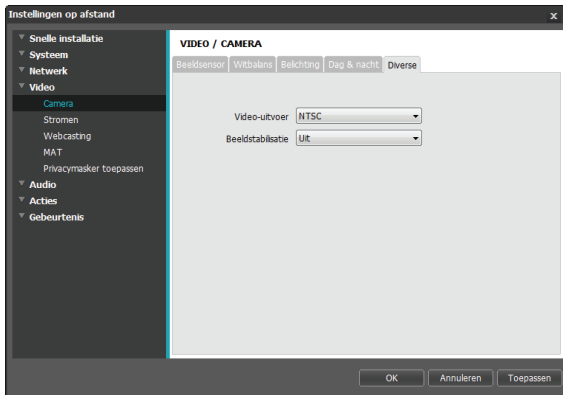 Instellingen op afstand x
Snelle installatie
Systeem
Netwerk
Video
Camera
Stromen
Webcasting
MAT
Privacymasker toepassen
Audio
Acties
Gebeurtenis
VIDEO / CAMERA
Beeldsensor Witbalans Belichting Dag & nacht Diverse
Video-uitvoer NTSC
Beeldstabilisatie Uit
OK Annuleren Toepassen